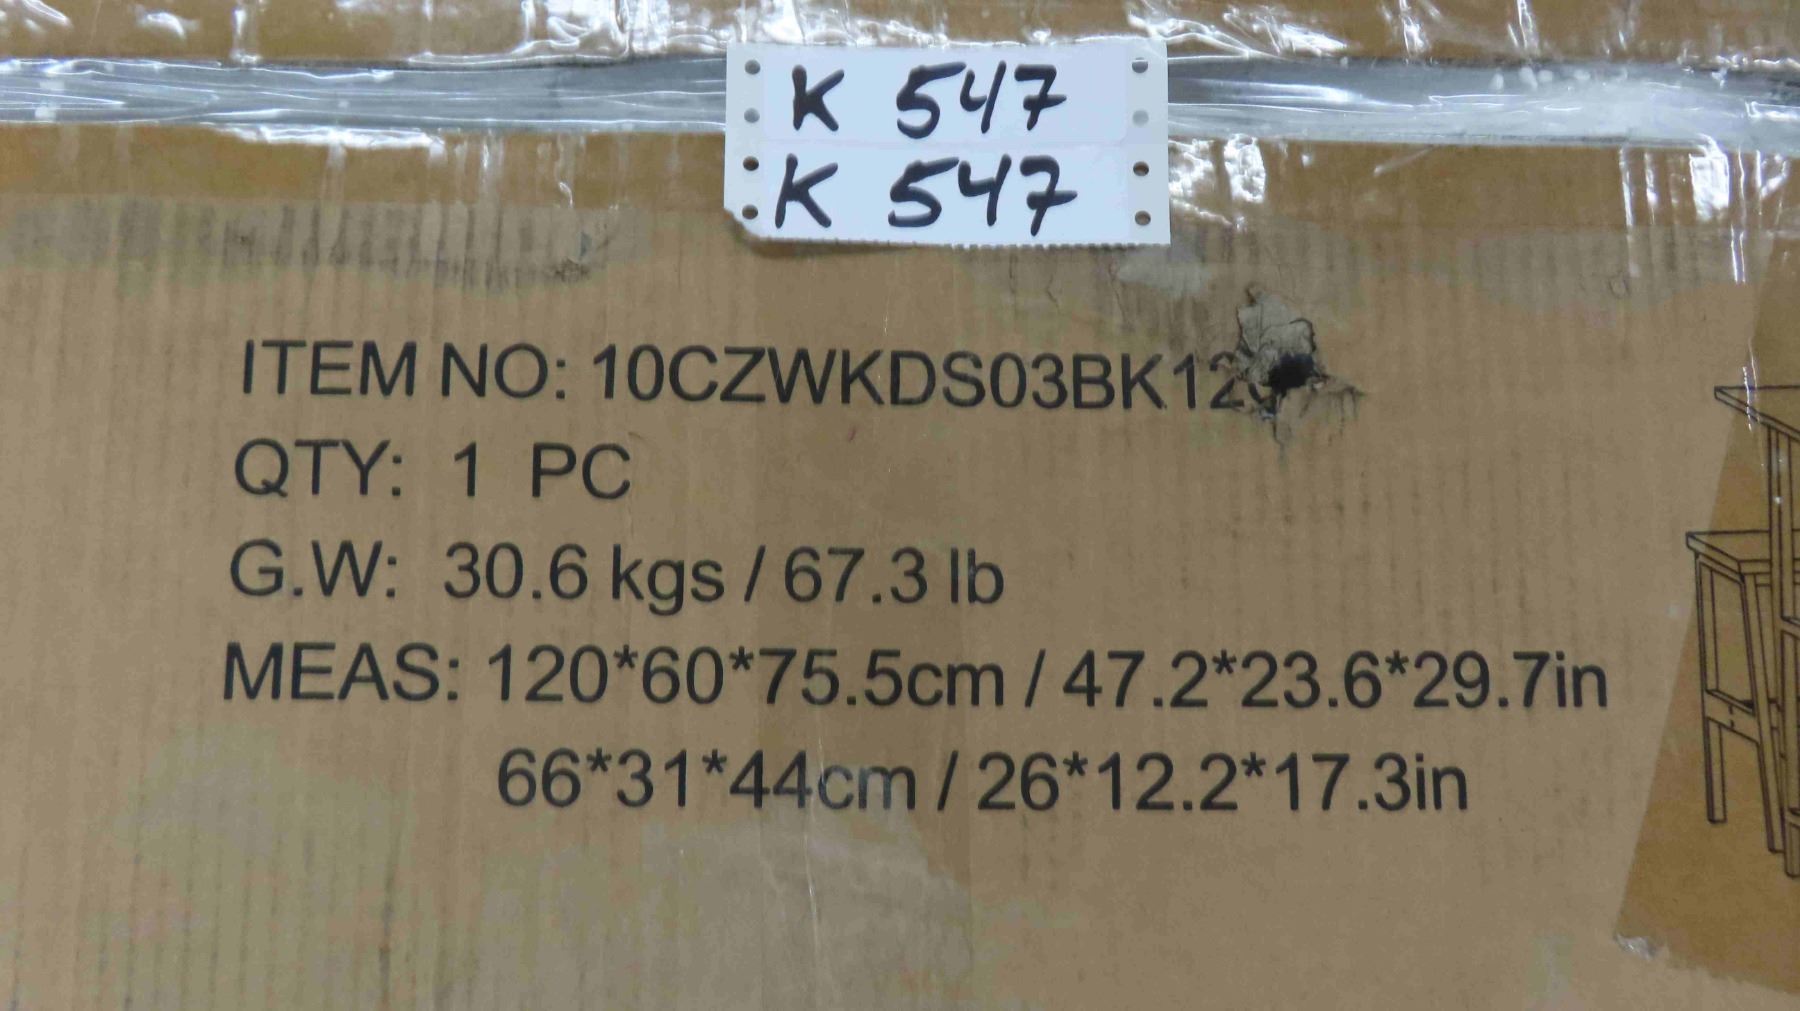 K 547
K 547
ITEM NO:
QTY: 1 PC
G.W: 30.6 kgs / 67.3 lb
MEAS: 120*60*75.5cm / 47.2*23.6*29.7in
66*31*44cm / 26*12.2*17.3in